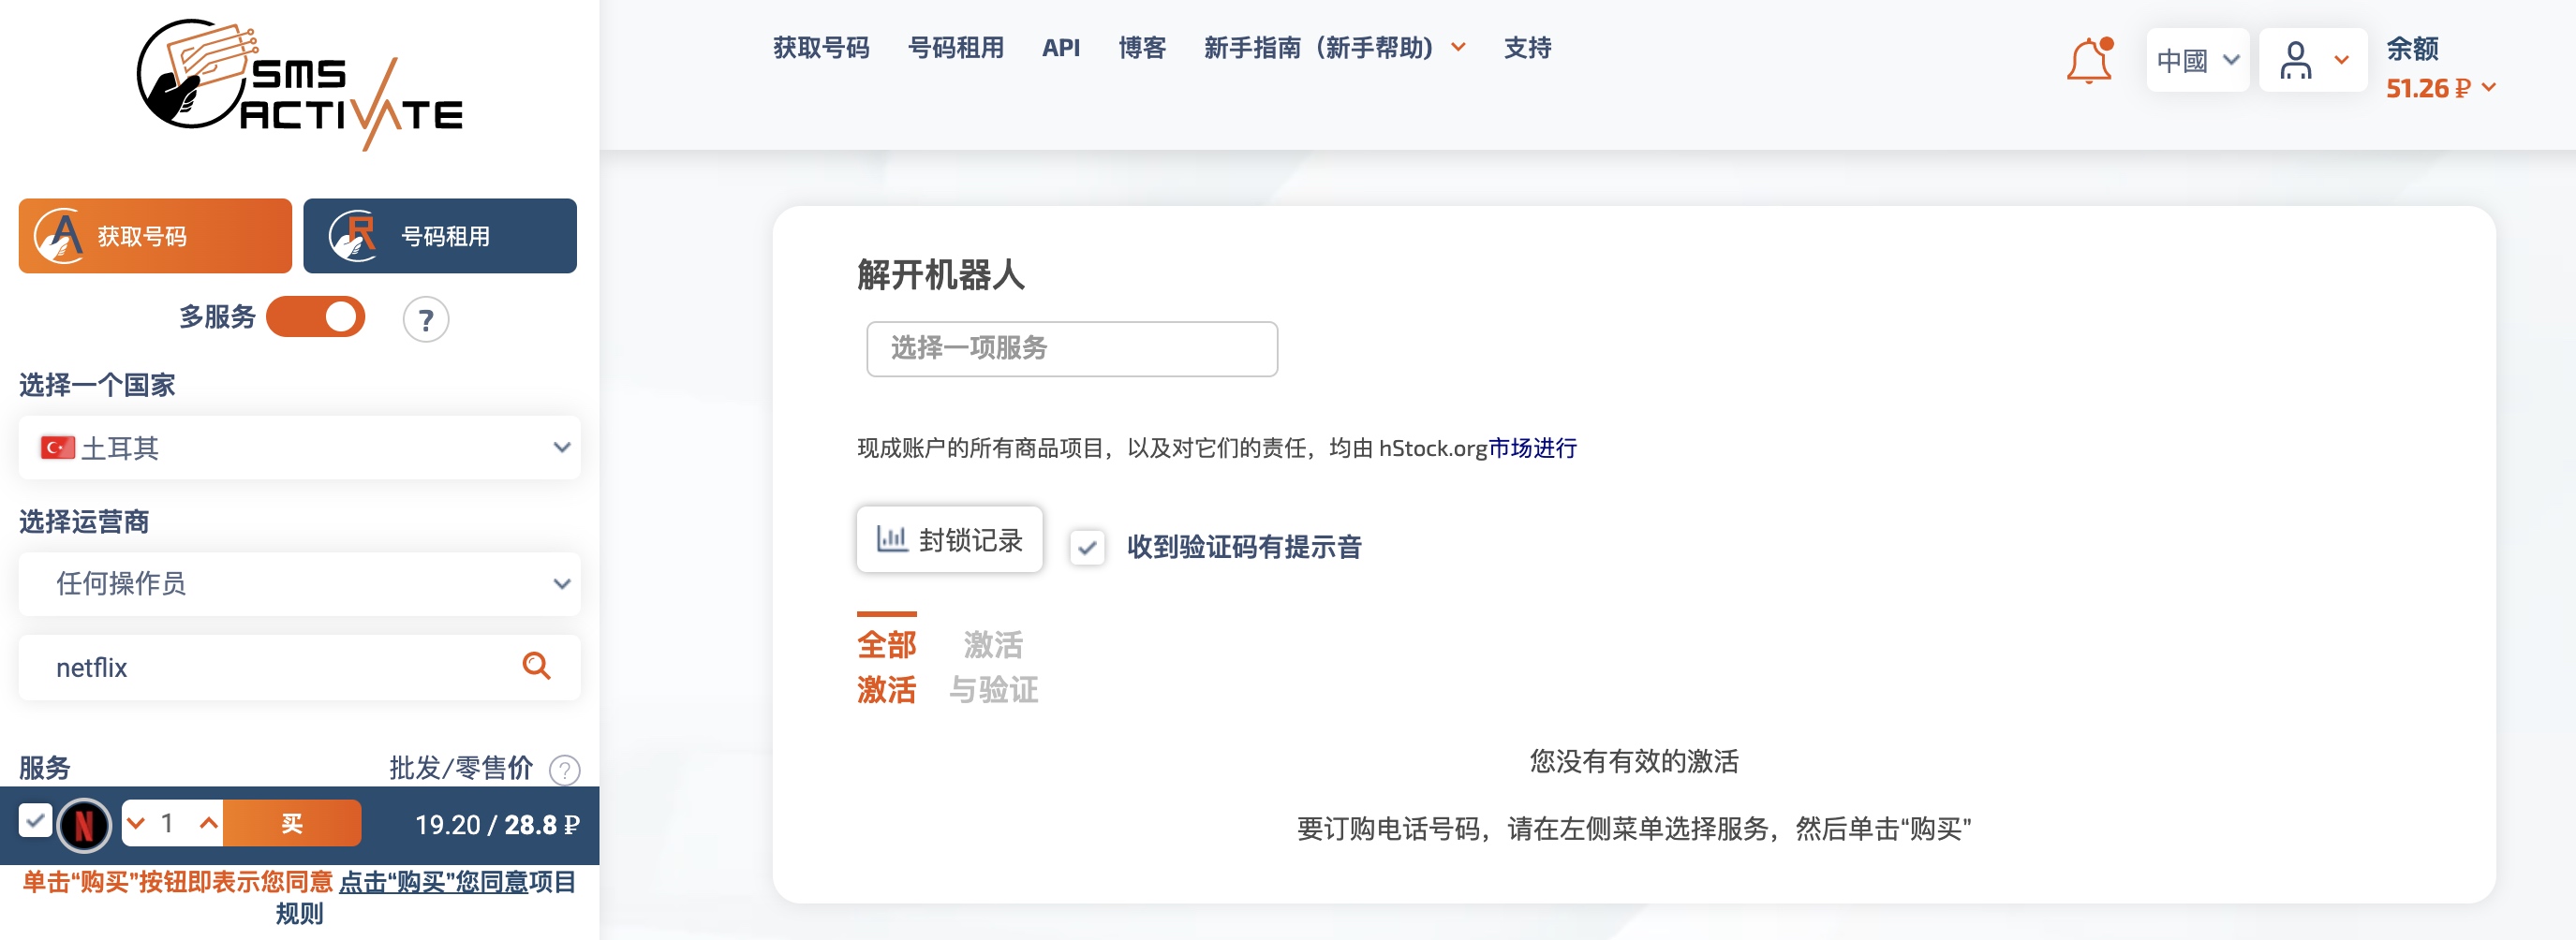 SMS
ACTIVATE
获取号码 号码租用 API 博客 新手指南（新手帮助) 支持
中國
余额
51.26 ₽
A 获取号码
R 号码租用
多服务 ?
选择一个国家
土耳其
选择运营商
任何操作员
netflix
服务 批发/零售价 ?
N 1 买 19.20 / 28.8 ₽
单击“购买”按钮即表示您同意 点击“购买”您同意项目
规则
解开机器人
选择一项服务
现成账户的所有商品项目，以及对它们的责任，均由 hStock.org市场进行
封锁记录 收到验证码有提示音
全部
激活
激活
与验证
您没有有效的激活
要订购电话号码，请在左侧菜单选择服务，然后单击“购买”